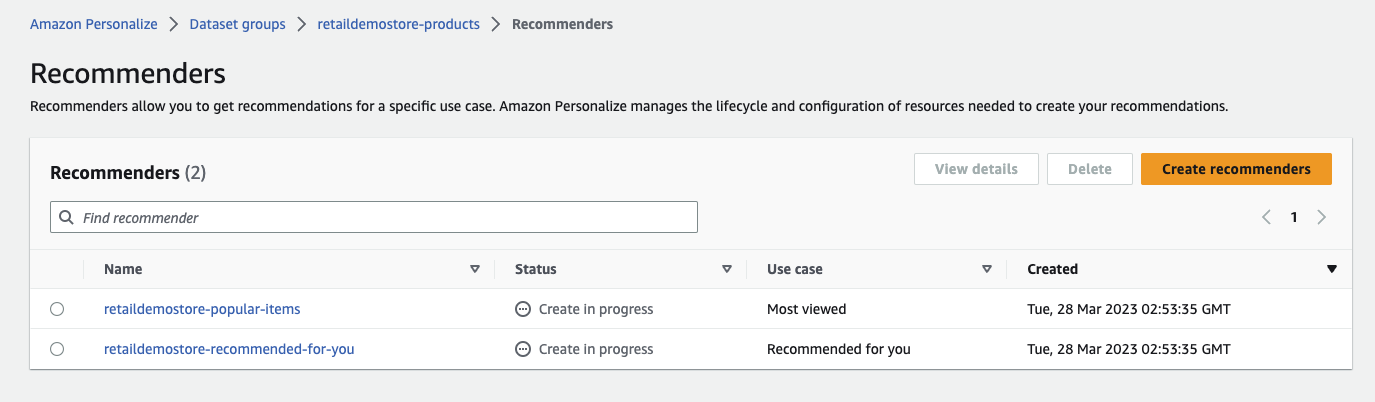 Amazon Personalize > Dataset groups > retaildemostore-products > Recommenders
Recommenders
Recommenders allow you to get recommendations for a specific use case. Amazon Personalize manages the lifecycle and configuration of resources needed to create your recommendations.
Recommenders (2) View details Delete Create recommenders
Find recommender 1
Name Status Use case Created
retaildemostore-popular-items Create in progress Most viewed Tue, 28 Mar 2023 02:53:35 GMT
retaildemostore-recommended-for-you Create in progress Recommended for you Tue, 28 Mar 2023 02:53:35 GMT